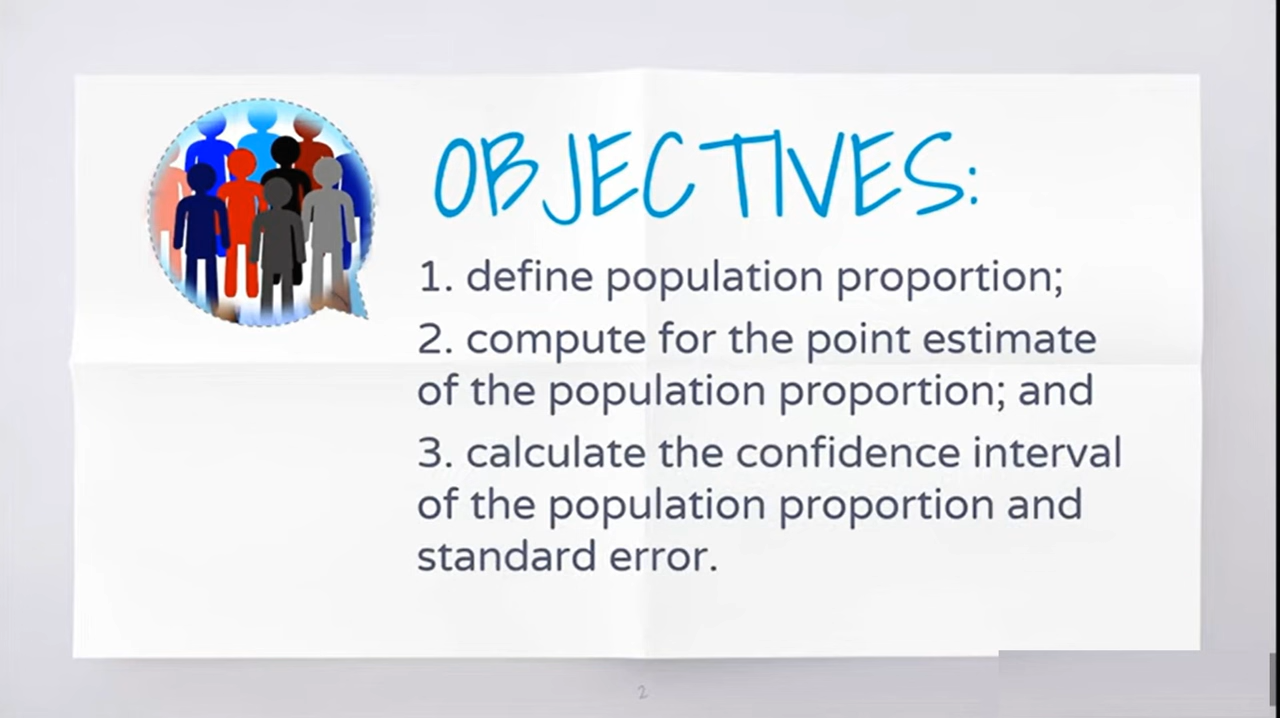 OBJECTIVES:
1. define population proportion;
2. compute for the point estimate
of the population proportion; and
3. calculate the confidence interval
of the population proportion and
standard error.
2